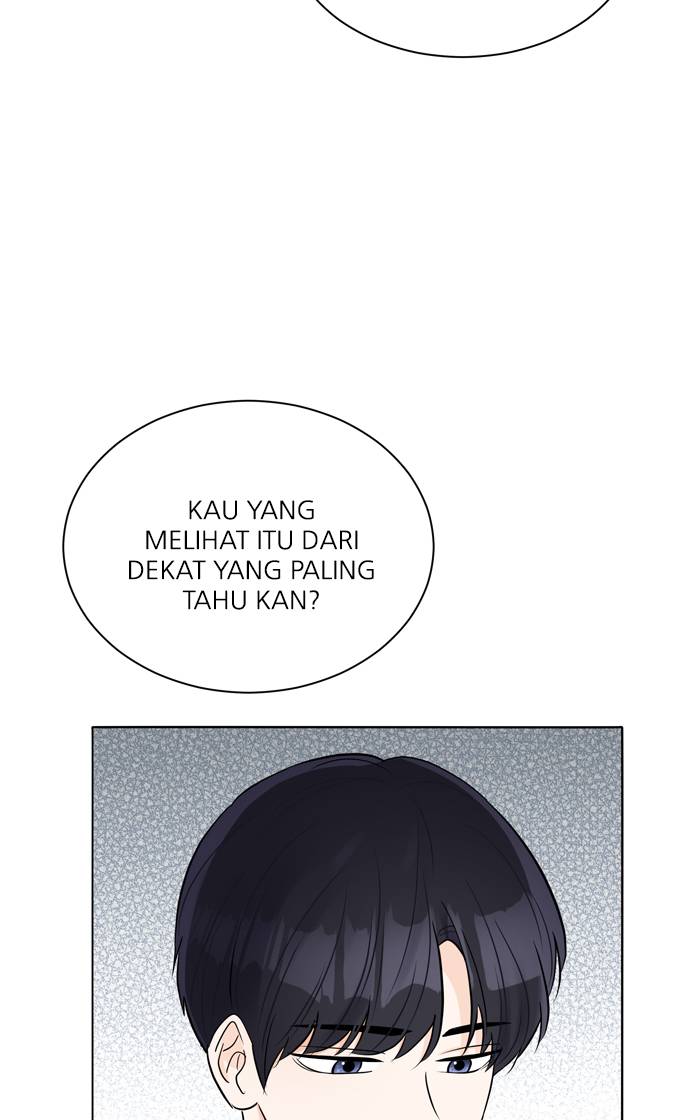 KAU YANG
MELIHAT ITU DARI
DEKAT YANG PALING
TAHU KAN?